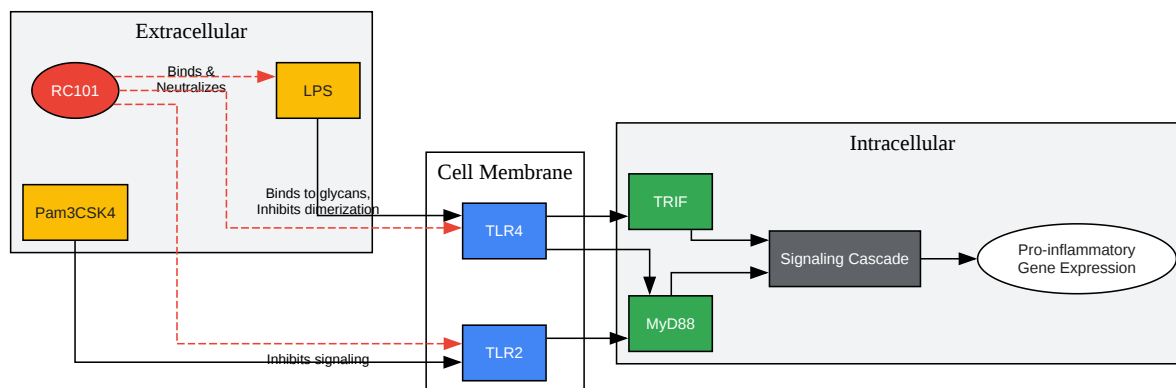 Extracellular
RC101
Binds &
Neutralizes
LPS
Pam3CSK4
Binds to glycans,
Inhibits dimerization
Inhibits signaling
Cell Membrane
TLR4
TLR2
Intracellular
TRIF
MyD88
Signaling Cascade
Pro-inflammatory
Gene Expression